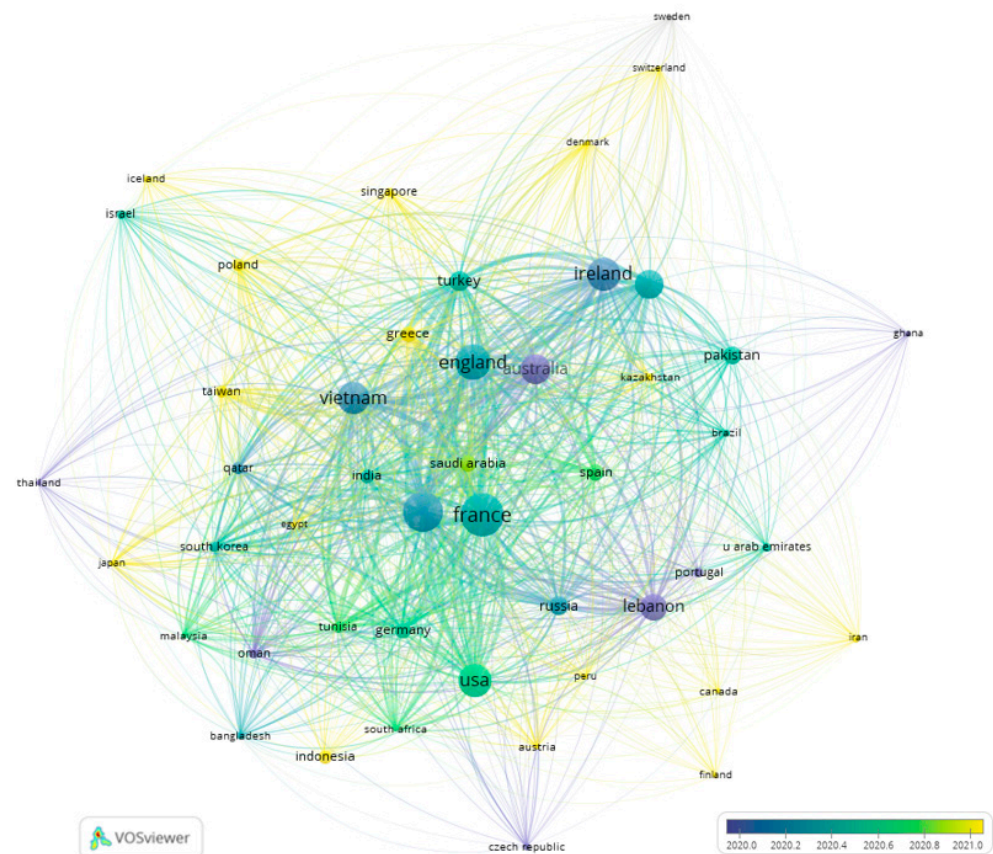 sweden
switzerland
denmark
iceland
singapore
israel
poland
turkey
ireland
ghana
greece
england
australia
pakistan
kazakhstan
taiwan
vietnam
brazil
saudi arabia
qatar
india
spain
thailand
egypt
france
south korea
u arab emirates
japan
portugal
russia
lebanon
tunisia
germany
malaysia
iran
oman
usa
peru
canada
south africa
bangladesh
austria
indonesia
finland
VOSviewer
czech republic
2020.0 2020.2 2020.4 2020.6 2020.8 2021.0